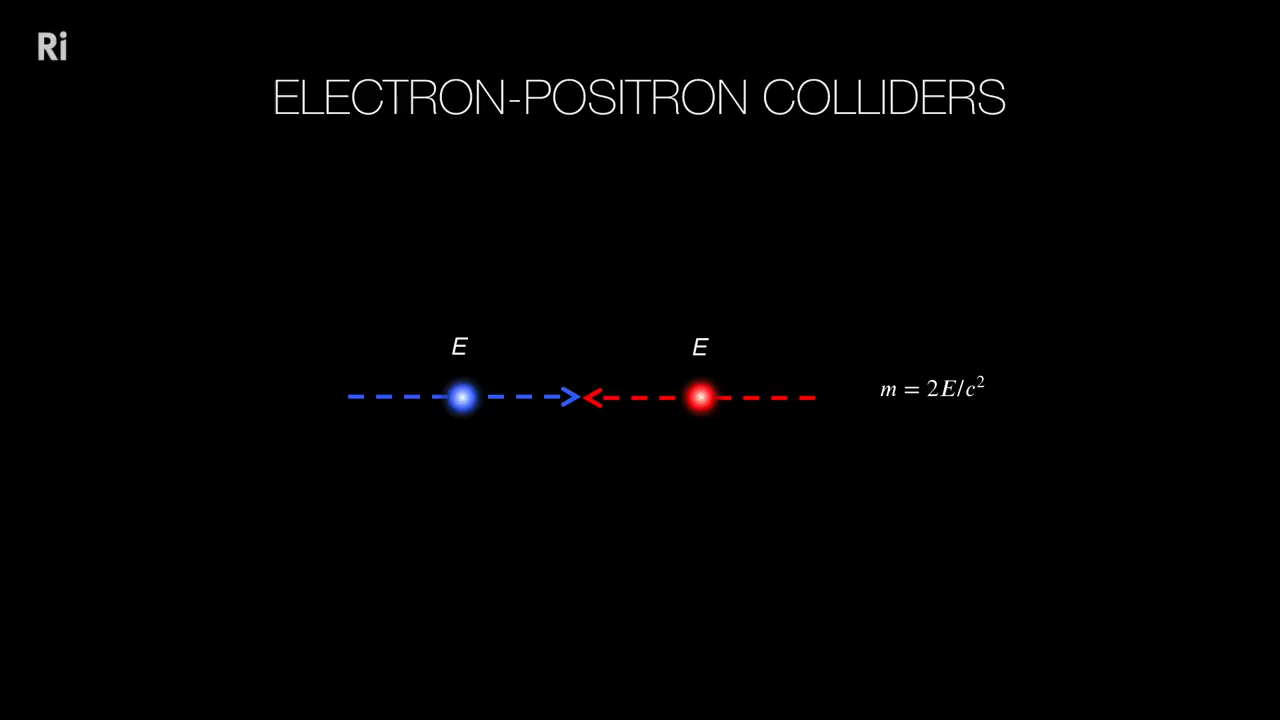 Ri
ELECTRON-POSITRON COLLIDERS
E
E
m = 2E/c²